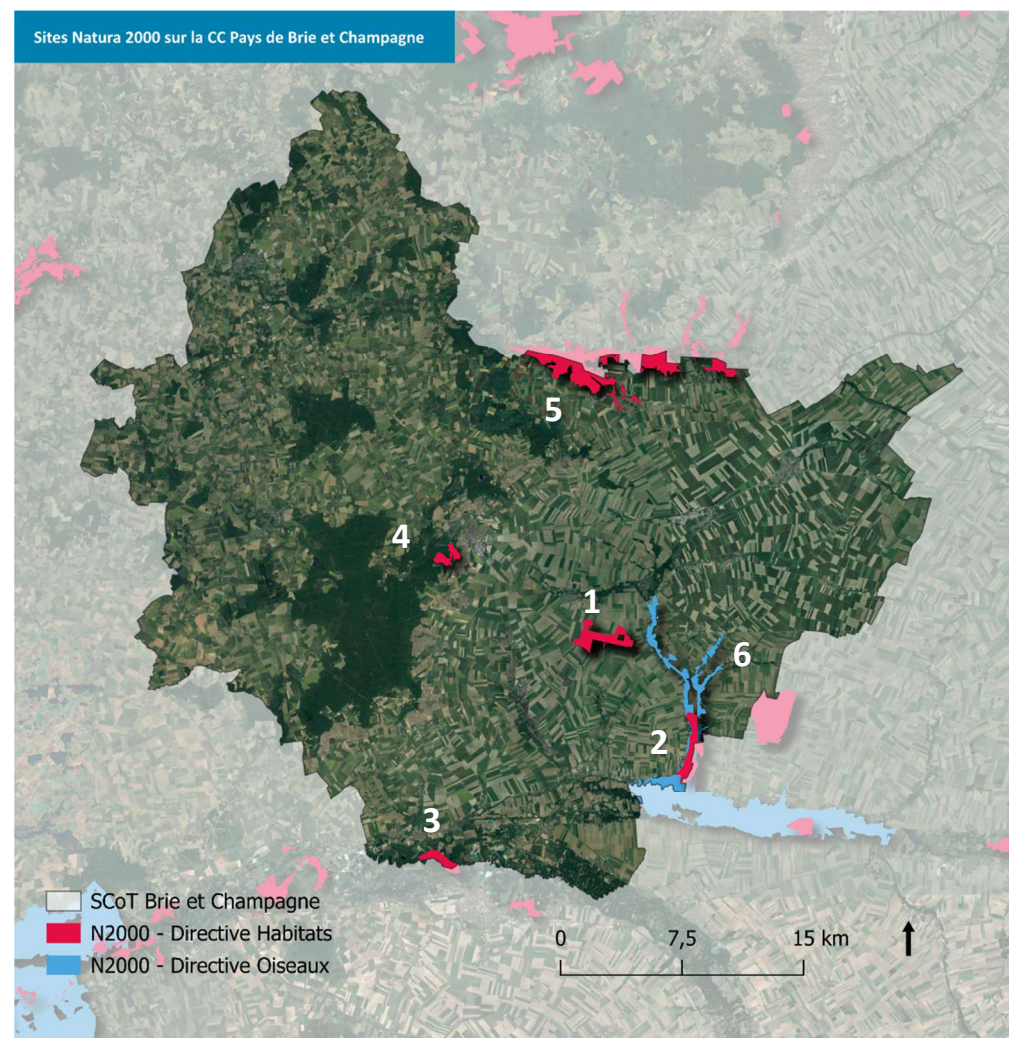 Sites Natura 2000 sur la CC Pays de Brie et Champagne
5
4
1
6
2
3
SCoT Brie et Champagne
N2000 - Directive Habitats
N2000 - Directive Oiseaux
0 7,5 15 km